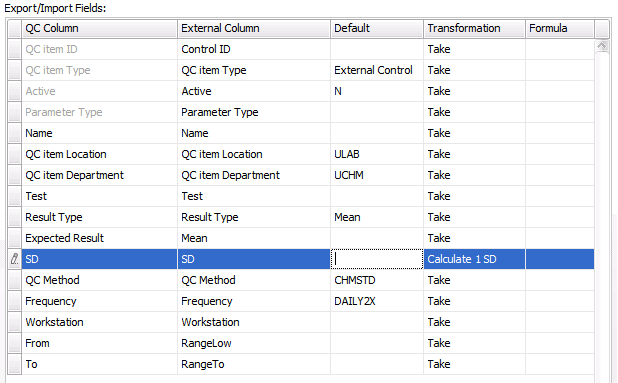 Export/Import Fields:
QC Column External Column Default Transformation Formula
QC item ID Control ID Take
QC item Type QC item Type External Control Take
Active Active N Take
Parameter Type Parameter Type Take
Name Name Take
QC item Location QC item Location ULAB Take
QC item Department QC item Department UCHM Take
Test Test Take
Result Type Result Type Mean Take
Expected Result Mean Take
SD SD Calculate 1 SD
QC Method QC Method CHMSTD Take
Frequency Frequency DAILY2X Take
Workstation Workstation Take
From RangeLow Take
To RangeTo Take